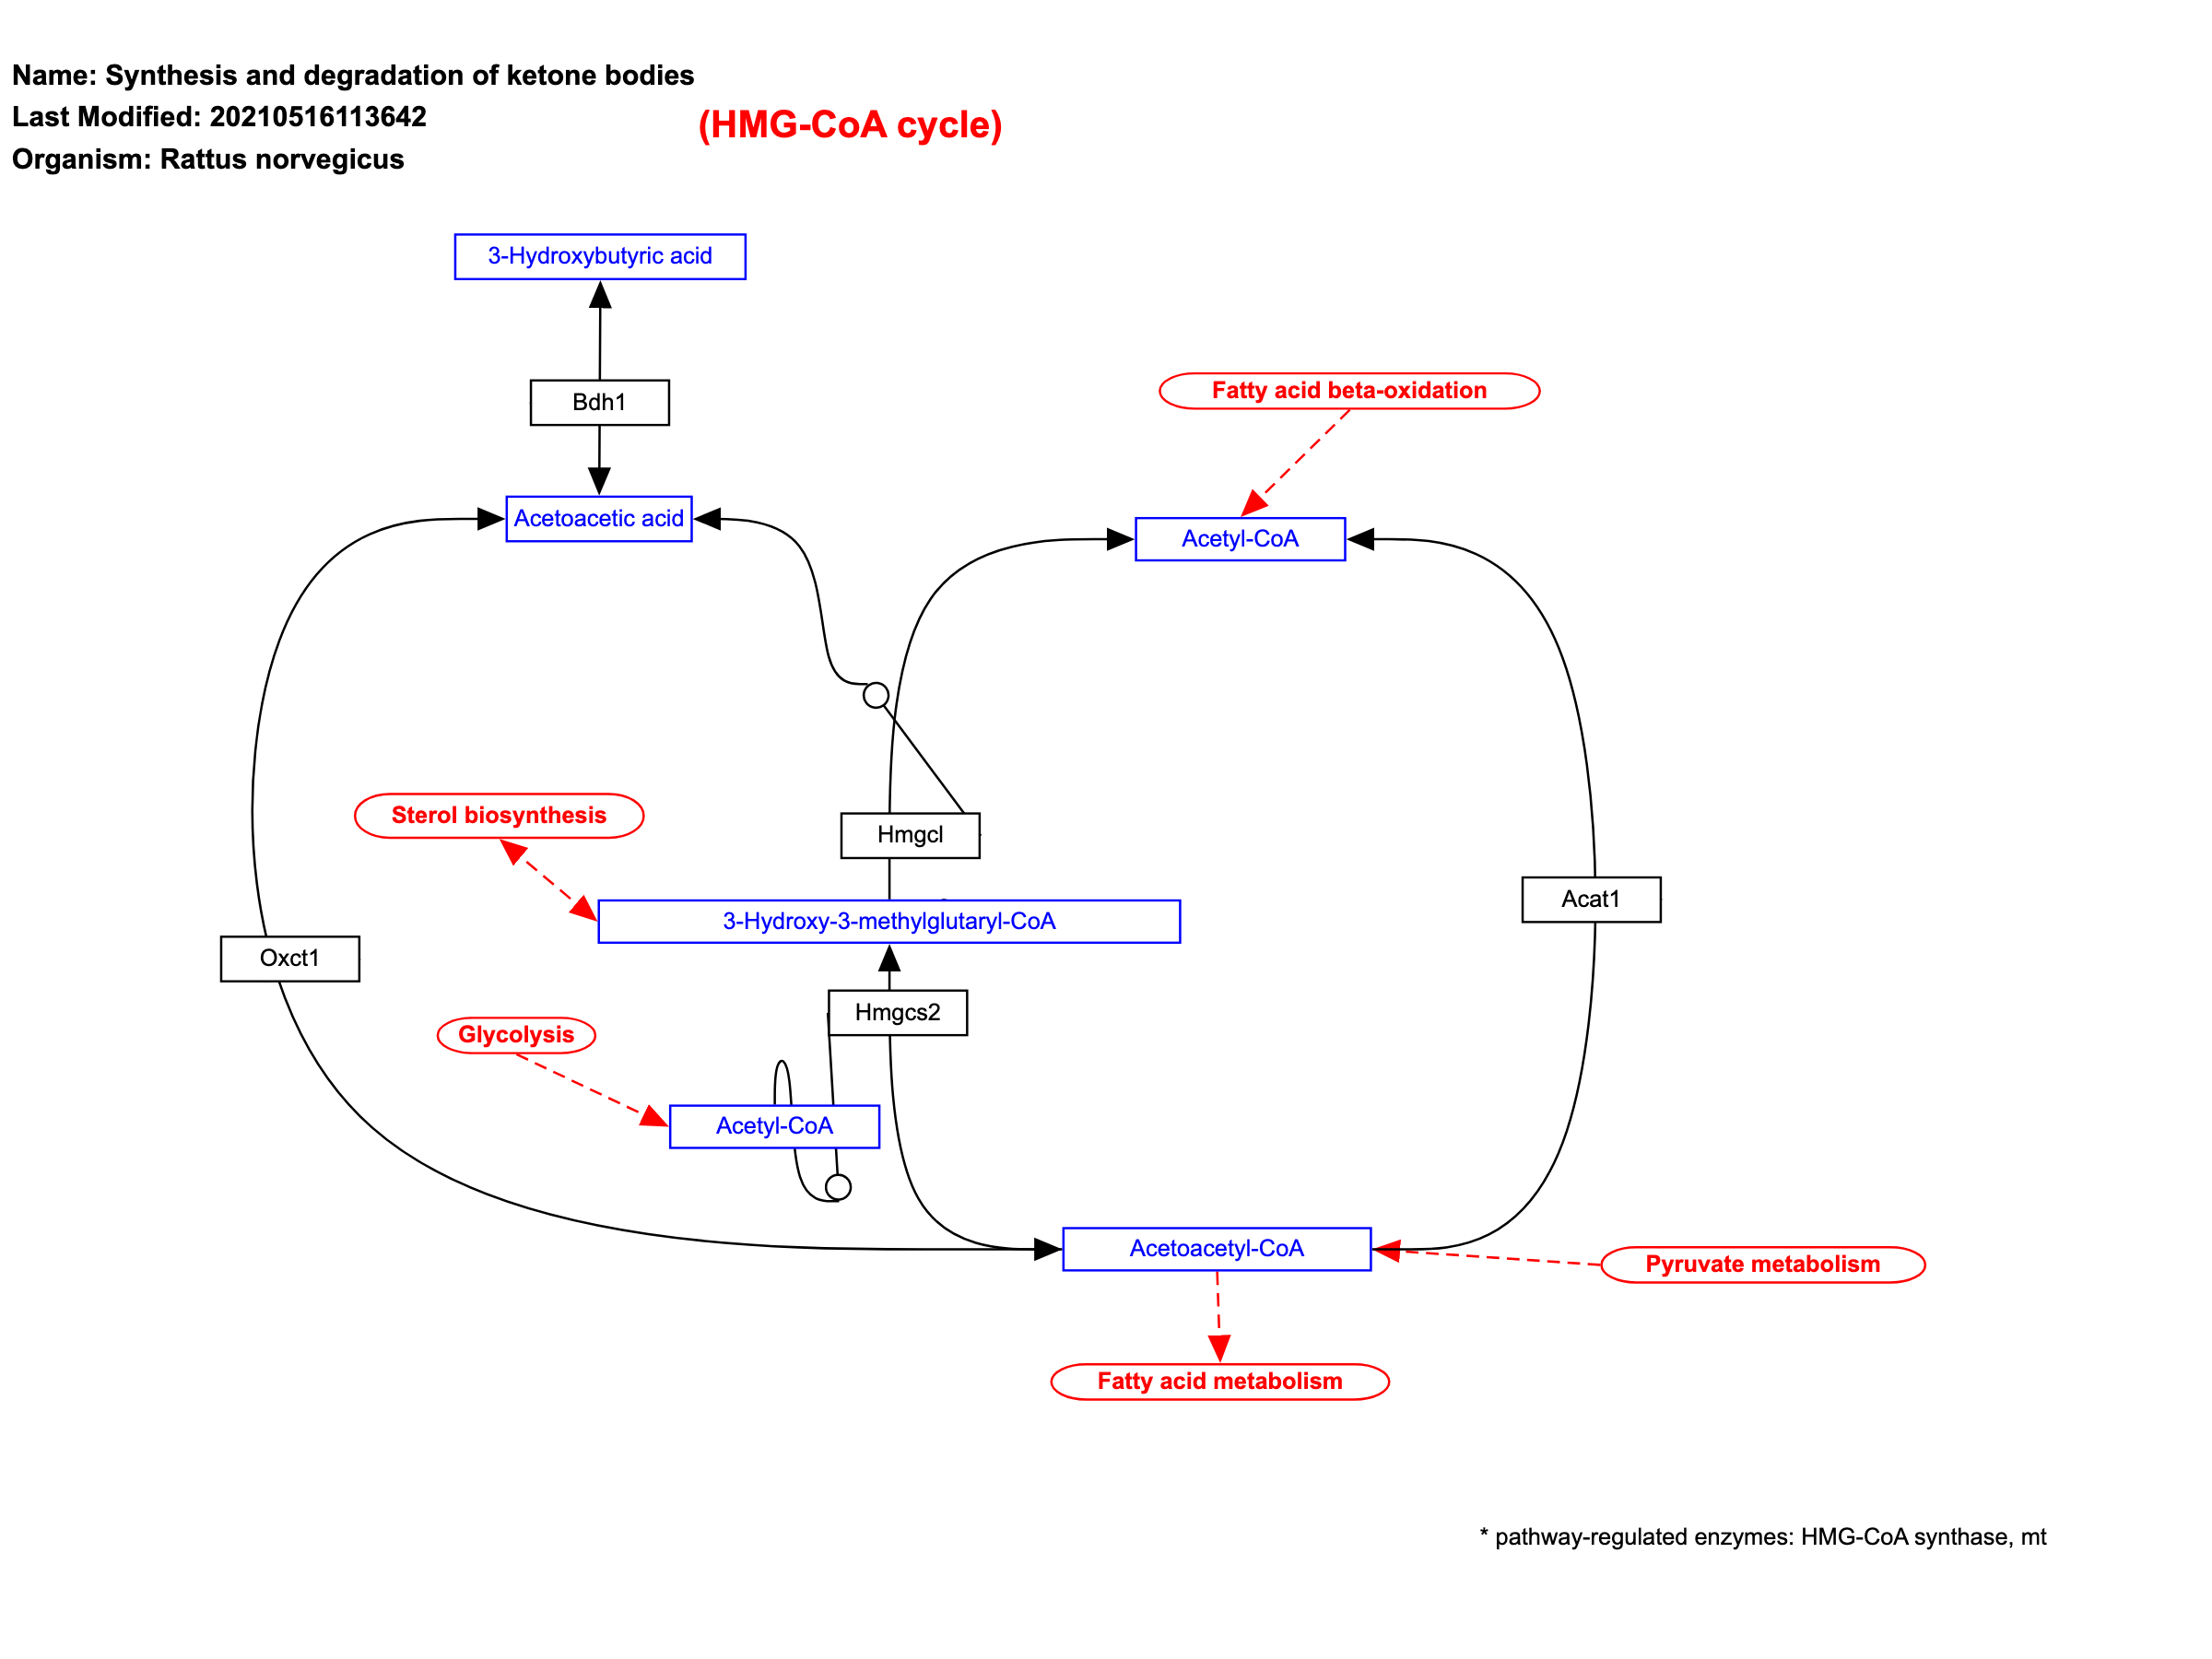 Name: Synthesis and degradation of ketone bodies
Last Modified: 20210516113642
(HMG-CoA cycle)
Organism: Rattus norvegicus
3-Hydroxybutyric acid
Fatty acid beta-oxidation
Bdh1
Acetoacetic acid
Acetyl-CoA
Sterol biosynthesis
Hmgcl
Acat1
3-Hydroxy-3-methylglutaryl-CoA
Oxct1
Hmgcs2
Glycolysis
Acetyl-CoA
Acetoacetyl-CoA
Pyruvate metabolism
Fatty acid metabolism
* pathway-regulated enzymes: HMG-CoA synthase, mt